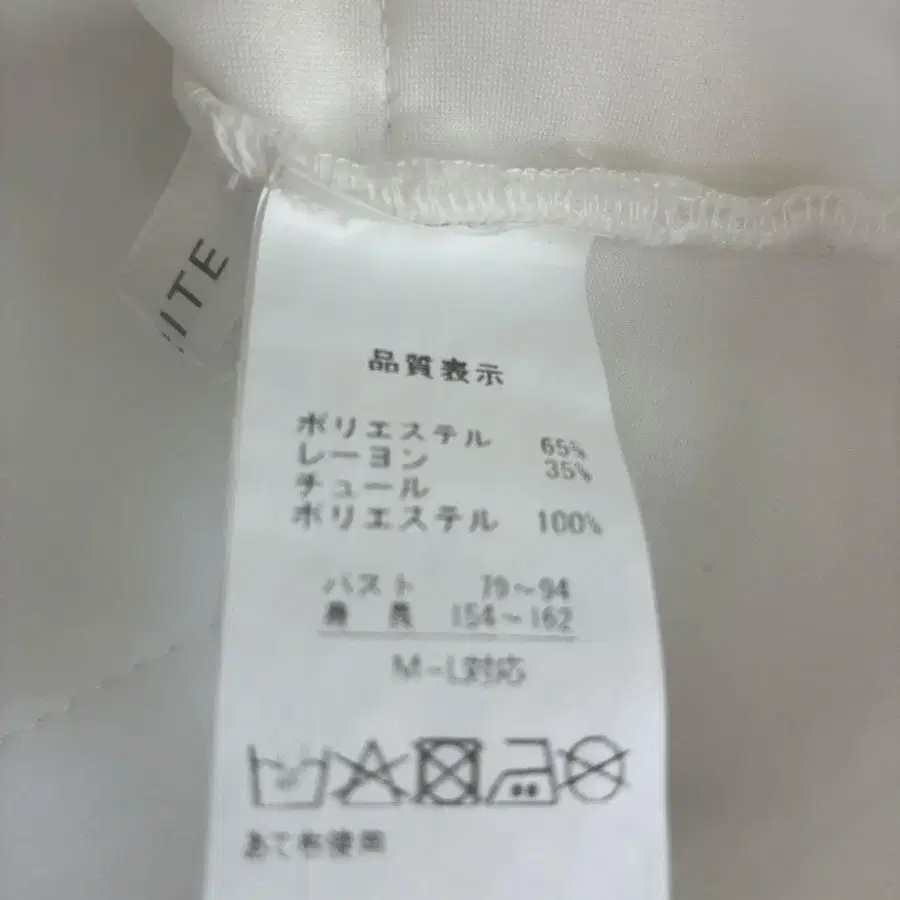 ITE
品質表示
ポリエステル 65%
レーヨン 35%
チュール
ポリエステル 100%
バスト 79～94
身長 154～162
M-L対応
あて布使用